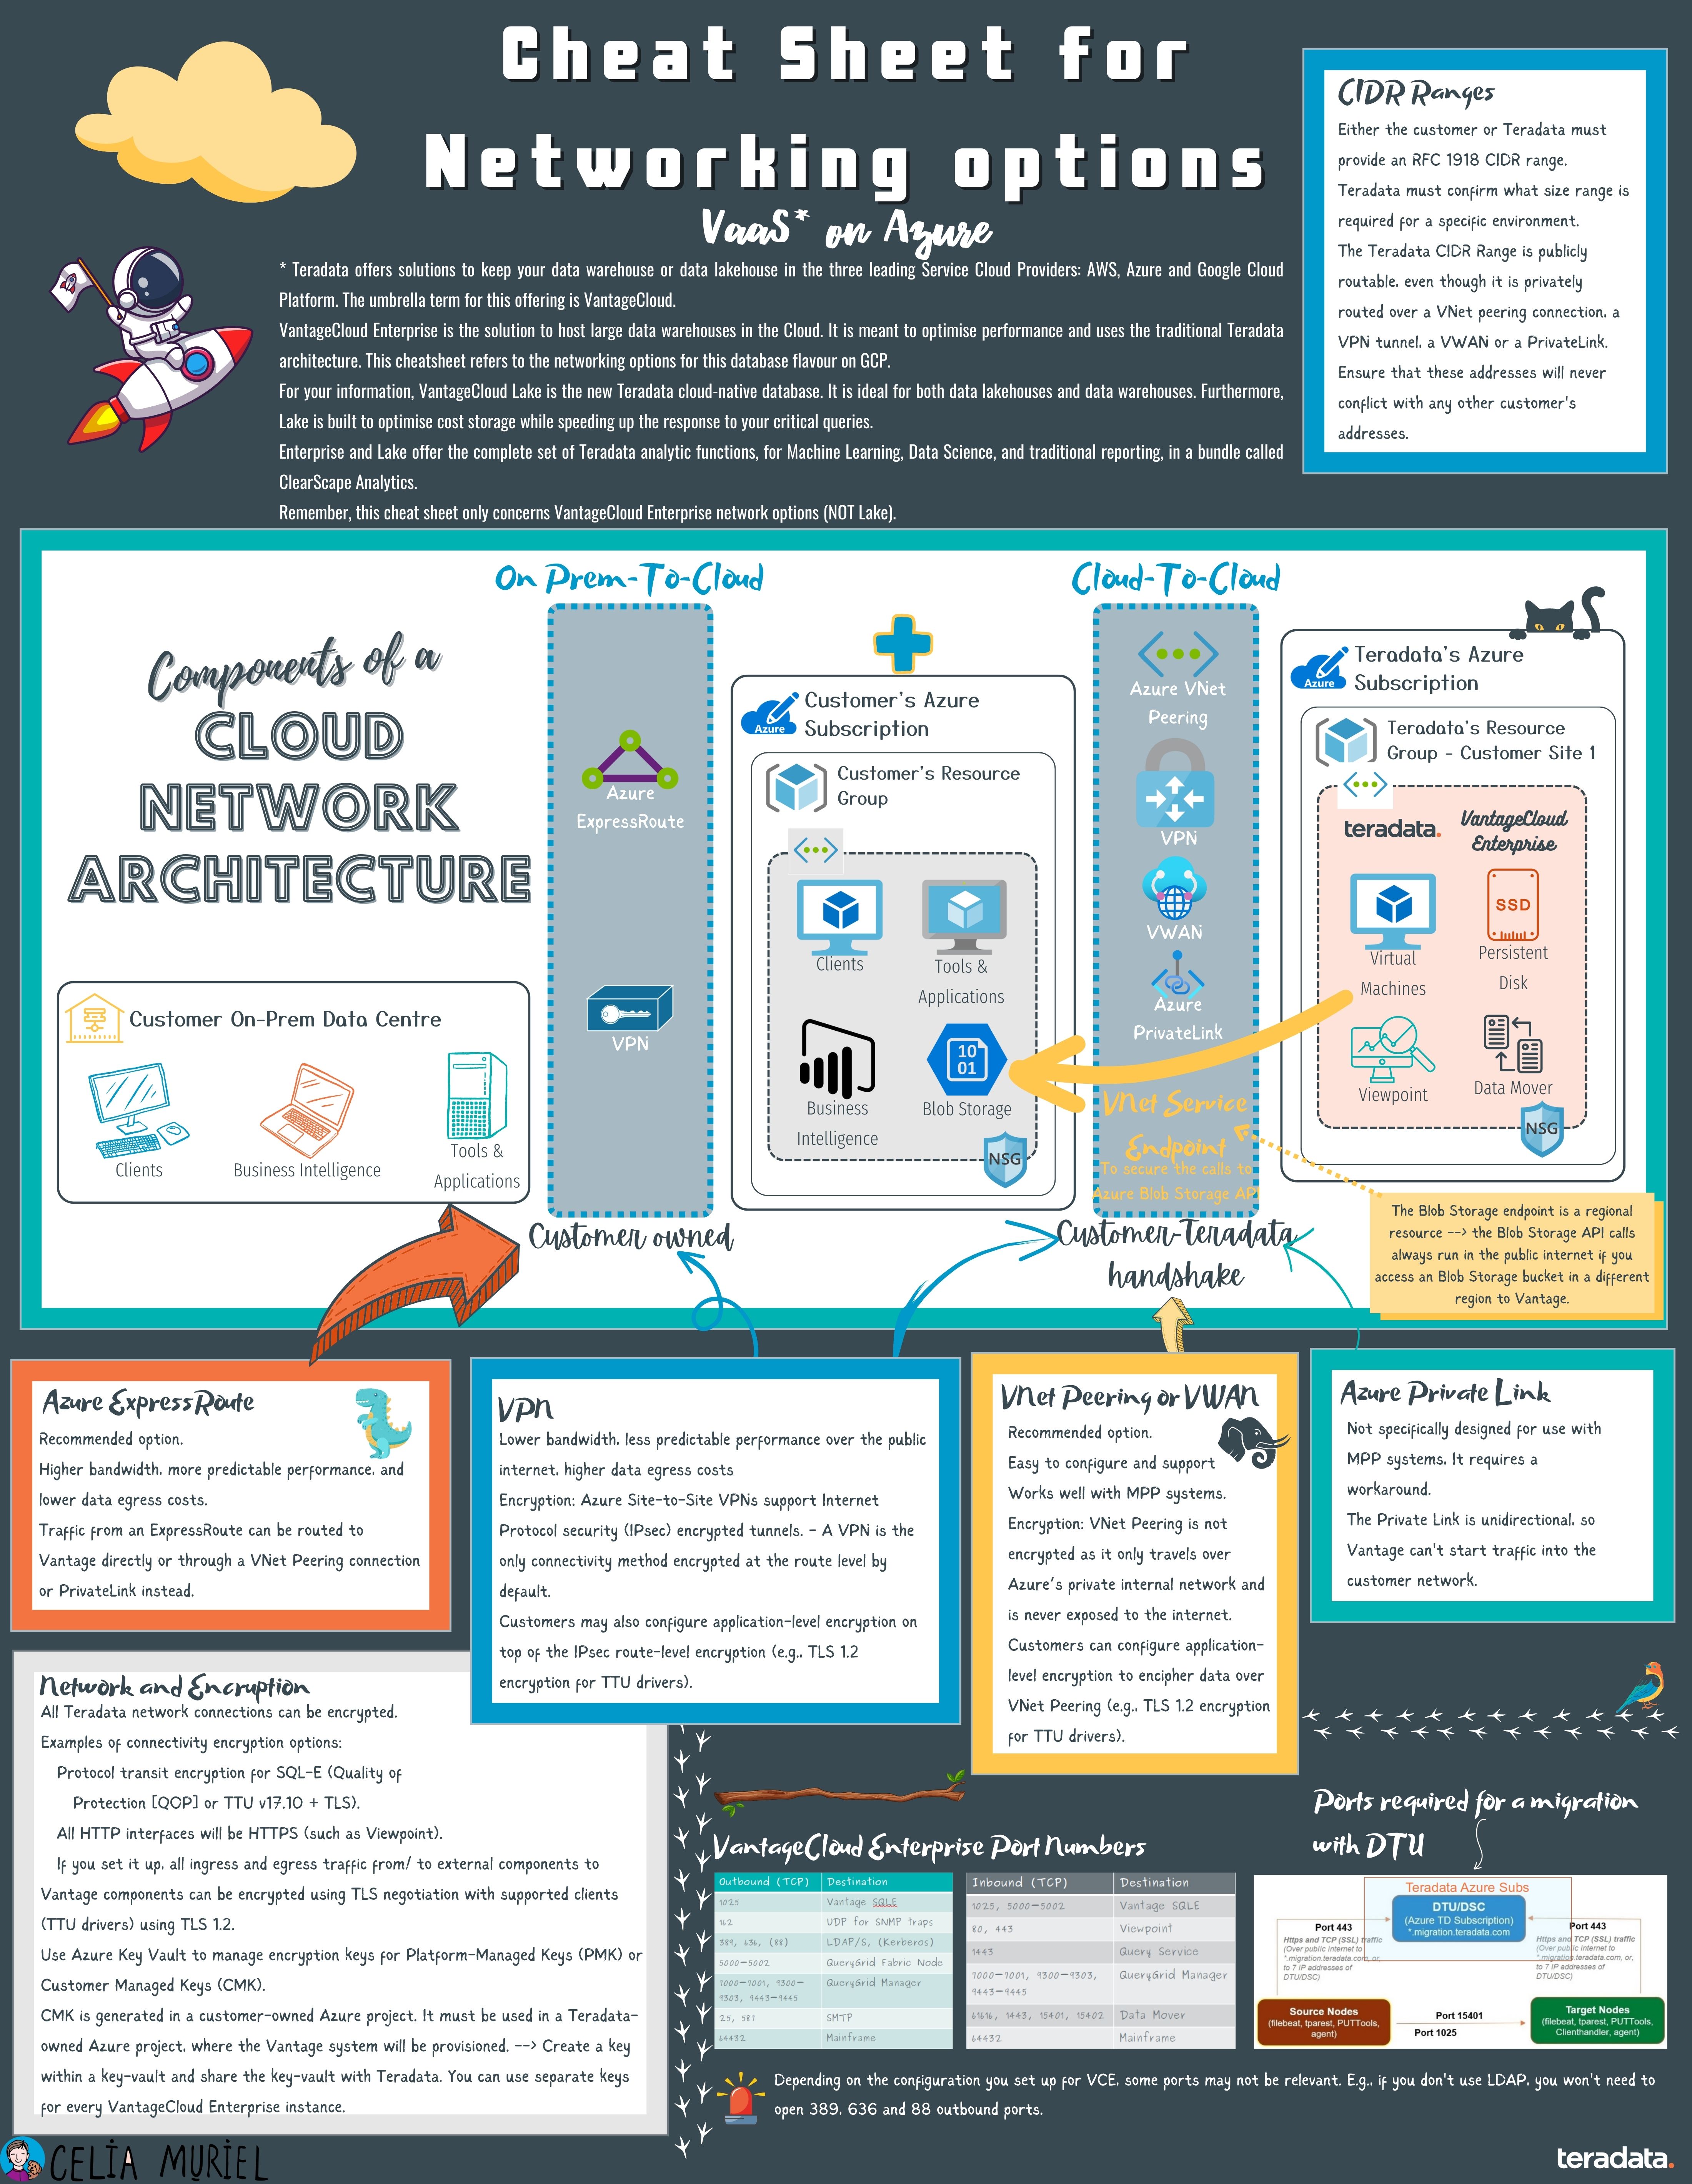 Cheat Sheet for
Networking options
VaaS* on Azure
* Teradata offers solutions to keep your data warehouse or data lakehouse in the three leading Service Cloud Providers: AWS, Azure and Google Cloud
Platform. The umbrella term for this offering is VantageCloud.
VantageCloud Enterprise is the solution to host large data warehouses in the Cloud. It is meant to optimise performance and uses the traditional Teradata
architecture. This cheatsheet refers to the networking options for this database flavour on GCP.
For your information, VantageCloud Lake is the new Teradata cloud-native database. It is ideal for both data lakehouses and data warehouses. Furthermore,
Lake is built to optimise cost storage while speeding up the response to your critical queries.
Enterprise and Lake offer the complete set of Teradata analytic functions, for Machine Learning, Data Science, and traditional reporting, in a bundle called
ClearScape Analytics.
Remember, this cheat sheet only concerns VantageCloud Enterprise network options (NOT Lake).
CIDR Ranges
Either the customer or Teradata must
provide an RFC 1918 CIDR range.
Teradata must confirm what size range is
required for a specific environment.
The Teradata CIDR Range is publicly
routable, even though it is privately
routed over a VNet peering connection, a
VPN tunnel, a VWAN or a PrivateLink.
Ensure that these addresses will never
conflict with any other customer's
addresses.
Components of a
CLOUD
NETWORK
ARCHITECTURE
Customer On-Prem Data Centre
Clients
Business Intelligence
Tools &
Applications
On Prem-To-Cloud
Azure
ExpressRoute
VPN
Customer owned
Azure
Customer's Azure
Subscription
Customer's Resource
Group
Clients
Tools &
Applications
Business
Intelligence
Blob Storage
10
01
NSG
Cloud-To-Cloud
Azure VNet
Peering
VPN
VWAN
Azure
PrivateLink
VNet Service
Endpoint
To secure the calls to
Azure Blob Storage API
Customer-Teradata
handshake
Azure
Teradata's Azure
Subscription
Teradata's Resource
Group - Customer Site 1
teradata.
VantageCloud
Enterprise
SSD
Virtual
Machines
Persistent
Disk
Viewpoint
Data Mover
NSG
The Blob Storage endpoint is a regional
resource --> the Blob Storage API calls
always run in the public internet if you
access an Blob Storage bucket in a different
region to Vantage.
Azure ExpressRoute
Recommended option.
Higher bandwidth, more predictable performance, and
lower data egress costs.
Traffic from an ExpressRoute can be routed to
Vantage directly or through a VNet Peering connection
or PrivateLink instead.
VPN
Lower bandwidth, less predictable performance over the public
internet, higher data egress costs
Encryption: Azure Site-to-Site VPNs support Internet
Protocol security (IPsec) encrypted tunnels. - A VPN is the
only connectivity method encrypted at the route level by
default.
Customers may also configure application-level encryption on
top of the IPsec route-level encryption (e.g., TLS 1.2
encryption for TTU drivers).
VNet Peering or VWAN
Recommended option.
Easy to configure and support
Works well with MPP systems.
Encryption: VNet Peering is not
encrypted as it only travels over
Azure's private internal network and
is never exposed to the internet.
Customers can configure application-
level encryption to encipher data over
VNet Peering (e.g., TLS 1.2 encryption
for TTU drivers).
Azure Private Link
Not specifically designed for use with
MPP systems, It requires a
workaround.
The Private Link is unidirectional, so
Vantage can't start traffic into the
customer network.
Network and Encruption
All Teradata network connections can be encrypted.
Examples of connectivity encryption options:
Protocol transit encryption for SQL-E (Quality of
Protection [QOP] or TTU v17.10 + TLS).
All HTTP interfaces will be HTTPS (such as Viewpoint).
If you set it up, all ingress and egress traffic from/ to external components to
Vantage components can be encrypted using TLS negotiation with supported clients
(TTU drivers) using TLS 1.2.
Use Azure Key Vault to manage encryption keys for Platform-Managed Keys (PMK) or
Customer Managed Keys (CMK).
CMK is generated in a customer-owned Azure project. It must be used in a Teradata-
owned Azure project, where the Vantage system will be provisioned. --> Create a key
within a key-vault and share the key-vault with Teradata. You can use separate keys
for every VantageCloud Enterprise instance.
VantageCloud Enterprise Port Numbers
Outbound (TCP) Destination
1025 Vantage SQLE
162 UDP for SNMP traps
389, 636, (88) LDAP/S, (Kerberos)
5000-5002 QueryGrid Fabric Node
7000-7001, 9300- QueryGrid Manager
9303, 9443-9445
25, 587 SMTP
64432 Mainframe
Inbound (TCP) Destination
1025, 5000-5002 Vantage SQLE
80, 443 Viewpoint
1443 Query Service
7000-7001, 9300-9303, QueryGrid Manager
9443-9445
61616, 1443, 15401, 15402 Data Mover
64432 Mainframe
Ports required for a migration
with DTU
Teradata Azure Subs
DTU/DSC
(Azure TD Subscription)
*.migration.teradata.com
Port 443
Https and TCP (SSL) traffic
(Over public internet to
*.migration.teradata.com, or,
to 7 IP addresses of
DTU/DSC)
Port 443
Https and TCP (SSL) traffic
(Over public internet to
*.migration.teradata.com, or,
to 7 IP addresses of
DTU/DSC)
Source Nodes
(filebeat, tparest, PUTTools,
agent)
Port 15401
Port 1025
Target Nodes
(filebeat, tparest, PUTTools,
Clienthandler, agent)
Depending on the configuration you set up for VCE, some ports may not be relevant. E.g., if you don't use LDAP, you won't need to
open 389, 636 and 88 outbound ports.
CELIA MURIEL
teradata.